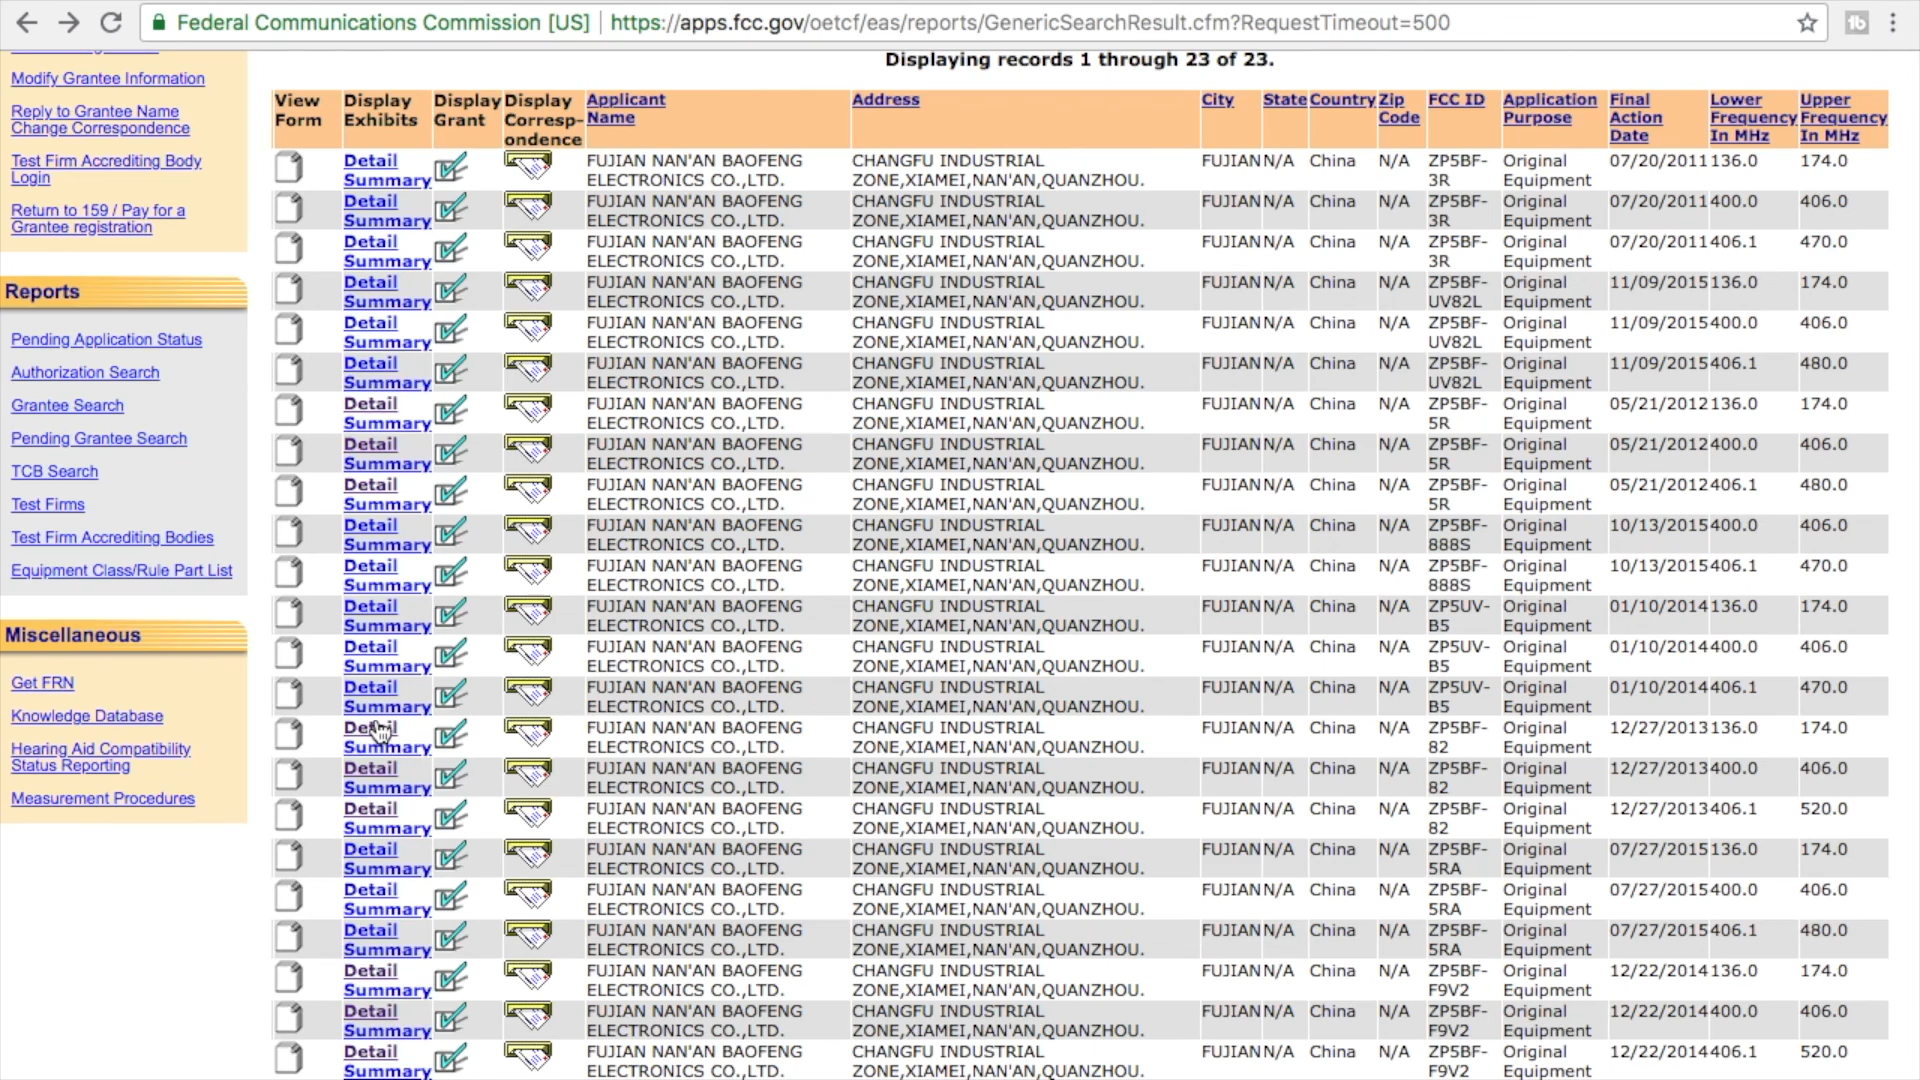 Federal Communications Commission [US] https://apps.fcc.gov/oetcf/eas/reports/GenericSearchResult.cfm?RequestTimeout=500
Modify Grantee Information
Reply to Grantee Name
Change Correspondence
Test Firm Accrediting Body
Login
Return to 159 / Pay for a
Grantee registration
Reports
Pending Application Status
Authorization Search
Grantee Search
Pending Grantee Search
TCB Search
Test Firms
Test Firm Accrediting Bodies
Equipment Class/Rule Part List
Miscellaneous
Get FRN
Knowledge Database
Hearing Aid Compatibility
Status Reporting
Measurement Procedures
Displaying records 1 through 23 of 23.
View Display Display Display Applicant Address City State Country Zip FCC ID Application Final Lower Upper
Form Exhibits Grant Corresp- Name Code Purpose Action Frequency Frequency
ondence Date In MHz In MHz
Detail FUJIAN NAN'AN BAOFENG CHANGFU INDUSTRIAL FUJIAN N/A China N/A ZP5BF- Original 07/20/2011 136.0 174.0
Summary ELECTRONICS CO.,LTD. ZONE,XIAMEI,NAN'AN,QUANZHOU. 3R Equipment
Detail FUJIAN NAN'AN BAOFENG CHANGFU INDUSTRIAL FUJIAN N/A China N/A ZP5BF- Original 07/20/2011 400.0 406.0
Summary ELECTRONICS CO.,LTD. ZONE,XIAMEI,NAN'AN,QUANZHOU. 3R Equipment
Detail FUJIAN NAN'AN BAOFENG CHANGFU INDUSTRIAL FUJIAN N/A China N/A ZP5BF- Original 07/20/2011 406.1 470.0
Summary ELECTRONICS CO.,LTD. ZONE,XIAMEI,NAN'AN,QUANZHOU. 3R Equipment
Detail FUJIAN NAN'AN BAOFENG CHANGFU INDUSTRIAL FUJIAN N/A China N/A ZP5BF- Original 11/09/2015 136.0 174.0
Summary ELECTRONICS CO.,LTD. ZONE,XIAMEI,NAN'AN,QUANZHOU. UV82L Equipment
Detail FUJIAN NAN'AN BAOFENG CHANGFU INDUSTRIAL FUJIAN N/A China N/A ZP5BF- Original 11/09/2015 400.0 406.0
Summary ELECTRONICS CO.,LTD. ZONE,XIAMEI,NAN'AN,QUANZHOU. UV82L Equipment
Detail FUJIAN NAN'AN BAOFENG CHANGFU INDUSTRIAL FUJIAN N/A China N/A ZP5BF- Original 11/09/2015 406.1 480.0
Summary ELECTRONICS CO.,LTD. ZONE,XIAMEI,NAN'AN,QUANZHOU. UV82L Equipment
Detail FUJIAN NAN'AN BAOFENG CHANGFU INDUSTRIAL FUJIAN N/A China N/A ZP5BF- Original 05/21/2012 136.0 174.0
Summary ELECTRONICS CO.,LTD. ZONE,XIAMEI,NAN'AN,QUANZHOU. 5R Equipment
Detail FUJIAN NAN'AN BAOFENG CHANGFU INDUSTRIAL FUJIAN N/A China N/A ZP5BF- Original 05/21/2012 400.0 406.0
Summary ELECTRONICS CO.,LTD. ZONE,XIAMEI,NAN'AN,QUANZHOU. 5R Equipment
Detail FUJIAN NAN'AN BAOFENG CHANGFU INDUSTRIAL FUJIAN N/A China N/A ZP5BF- Original 05/21/2012 406.1 480.0
Summary ELECTRONICS CO.,LTD. ZONE,XIAMEI,NAN'AN,QUANZHOU. 5R Equipment
Detail FUJIAN NAN'AN BAOFENG CHANGFU INDUSTRIAL FUJIAN N/A China N/A ZP5BF- Original 10/13/2015 400.0 406.0
Summary ELECTRONICS CO.,LTD. ZONE,XIAMEI,NAN'AN,QUANZHOU. 888S Equipment
Detail FUJIAN NAN'AN BAOFENG CHANGFU INDUSTRIAL FUJIAN N/A China N/A ZP5BF- Original 10/13/2015 406.1 470.0
Summary ELECTRONICS CO.,LTD. ZONE,XIAMEI,NAN'AN,QUANZHOU. 888S Equipment
Detail FUJIAN NAN'AN BAOFENG CHANGFU INDUSTRIAL FUJIAN N/A China N/A ZP5UV- Original 01/10/2014 136.0 174.0
Summary ELECTRONICS CO.,LTD. ZONE,XIAMEI,NAN'AN,QUANZHOU. B5 Equipment
Detail FUJIAN NAN'AN BAOFENG CHANGFU INDUSTRIAL FUJIAN N/A China N/A ZP5UV- Original 01/10/2014 400.0 406.0
Summary ELECTRONICS CO.,LTD. ZONE,XIAMEI,NAN'AN,QUANZHOU. B5 Equipment
Detail FUJIAN NAN'AN BAOFENG CHANGFU INDUSTRIAL FUJIAN N/A China N/A ZP5UV- Original 01/10/2014 406.1 470.0
Summary ELECTRONICS CO.,LTD. ZONE,XIAMEI,NAN'AN,QUANZHOU. B5 Equipment
Detail FUJIAN NAN'AN BAOFENG CHANGFU INDUSTRIAL FUJIAN N/A China N/A ZP5BF- Original 12/27/2013 136.0 174.0
Summary ELECTRONICS CO.,LTD. ZONE,XIAMEI,NAN'AN,QUANZHOU. 82 Equipment
Detail FUJIAN NAN'AN BAOFENG CHANGFU INDUSTRIAL FUJIAN N/A China N/A ZP5BF- Original 12/27/2013 400.0 406.0
Summary ELECTRONICS CO.,LTD. ZONE,XIAMEI,NAN'AN,QUANZHOU. 82 Equipment
Detail FUJIAN NAN'AN BAOFENG CHANGFU INDUSTRIAL FUJIAN N/A China N/A ZP5BF- Original 12/27/2013 406.1 520.0
Summary ELECTRONICS CO.,LTD. ZONE,XIAMEI,NAN'AN,QUANZHOU. 82 Equipment
Detail FUJIAN NAN'AN BAOFENG CHANGFU INDUSTRIAL FUJIAN N/A China N/A ZP5BF- Original 07/27/2015 136.0 174.0
Summary ELECTRONICS CO.,LTD. ZONE,XIAMEI,NAN'AN,QUANZHOU. 5RA Equipment
Detail FUJIAN NAN'AN BAOFENG CHANGFU INDUSTRIAL FUJIAN N/A China N/A ZP5BF- Original 07/27/2015 400.0 406.0
Summary ELECTRONICS CO.,LTD. ZONE,XIAMEI,NAN'AN,QUANZHOU. 5RA Equipment
Detail FUJIAN NAN'AN BAOFENG CHANGFU INDUSTRIAL FUJIAN N/A China N/A ZP5BF- Original 07/27/2015 406.1 480.0
Summary ELECTRONICS CO.,LTD. ZONE,XIAMEI,NAN'AN,QUANZHOU. 5RA Equipment
Detail FUJIAN NAN'AN BAOFENG CHANGFU INDUSTRIAL FUJIAN N/A China N/A ZP5BF- Original 12/22/2014 136.0 174.0
Summary ELECTRONICS CO.,LTD. ZONE,XIAMEI,NAN'AN,QUANZHOU. F9V2 Equipment
Detail FUJIAN NAN'AN BAOFENG CHANGFU INDUSTRIAL FUJIAN N/A China N/A ZP5BF- Original 12/22/2014 400.0 406.0
Summary ELECTRONICS CO.,LTD. ZONE,XIAMEI,NAN'AN,QUANZHOU. F9V2 Equipment
Detail FUJIAN NAN'AN BAOFENG CHANGFU INDUSTRIAL FUJIAN N/A China N/A ZP5BF- Original 12/22/2014 406.1 520.0
Summary ELECTRONICS CO.,LTD. ZONE,XIAMEI,NAN'AN,QUANZHOU. F9V2 Equipment